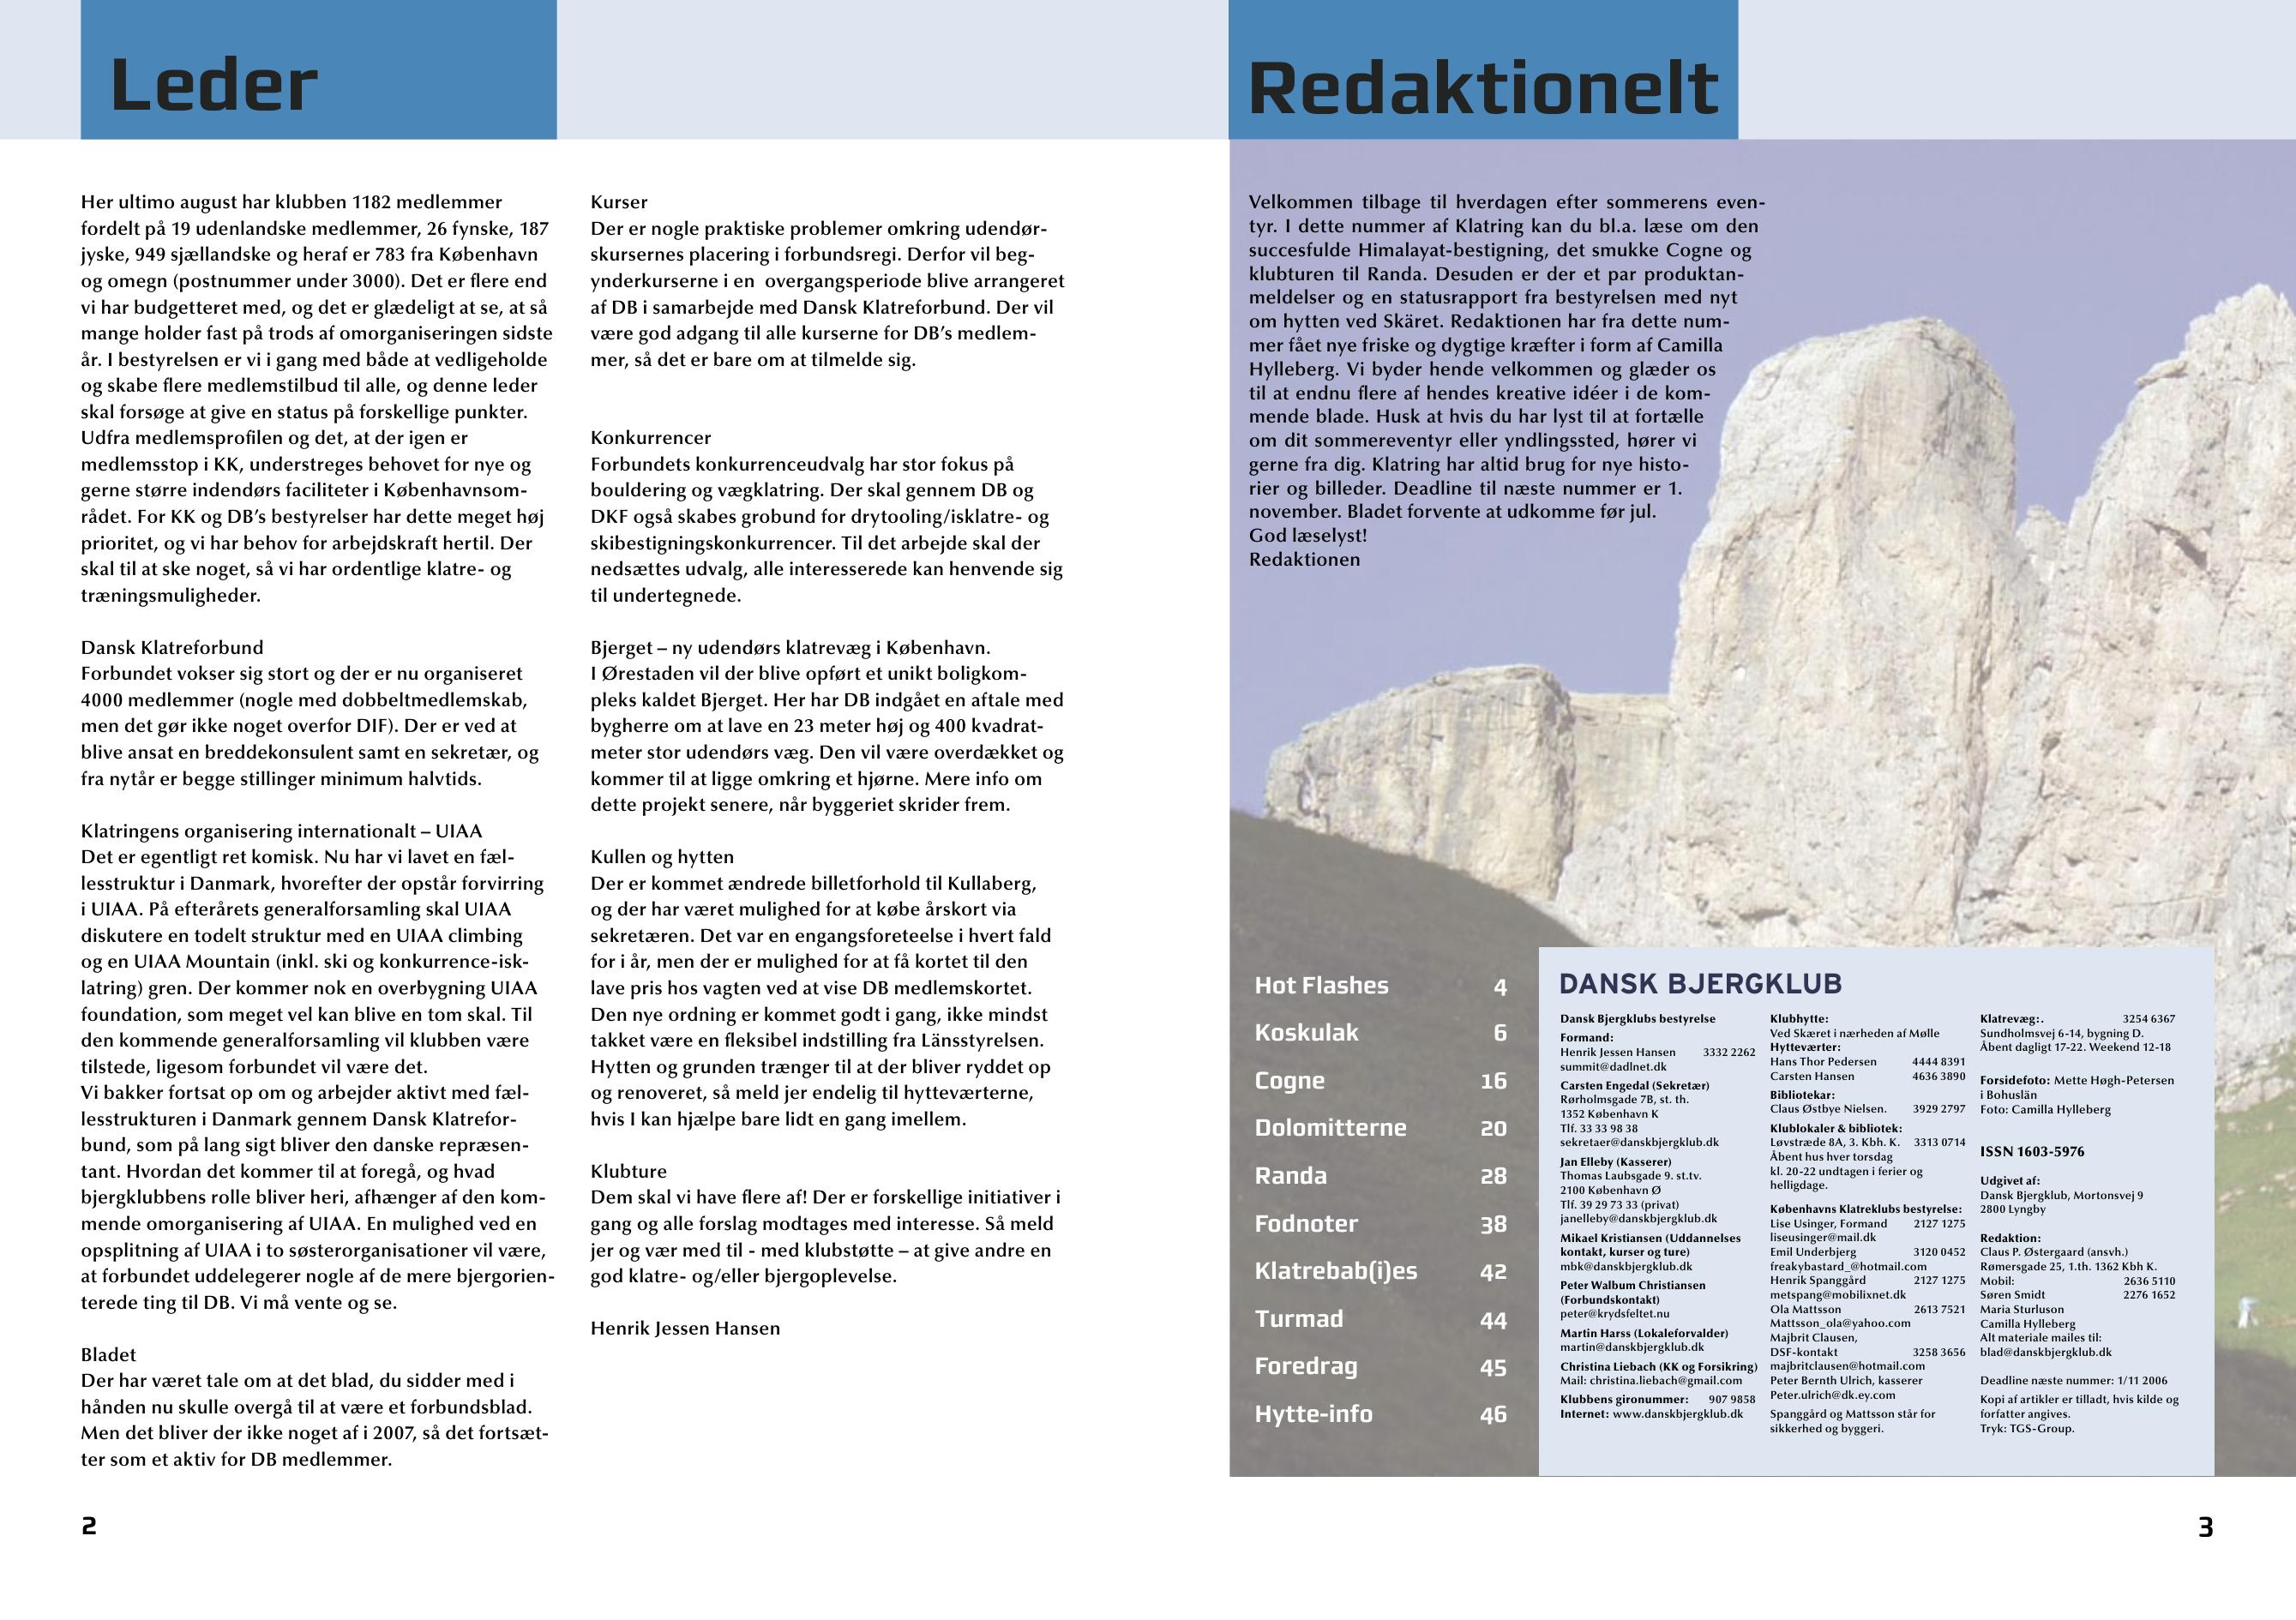 Leder
Her ultimo august har klubben 1182 medlemmer
fordelt på 19 udenlandske medlemmer, 26 fynske, 187
jyske, 949 sjællandske og heraf er 783 fra København
og omegn (postnummer under 3000). Det er flere end
vi har budgetteret med, og det er glædeligt at se, at så
mange holder fast på trods af omorganiseringen sidste
år. I bestyrelsen er vi i gang med både at vedligeholde
og skabe flere medlemstilbud til alle, og denne leder
skal forsøge at give en status på forskellige punkter.
Udfra medlemsprofilen og det, at der igen er
medlemsstop i KK, understreges behovet for nye og
gerne større indendørs faciliteter i Københavnsom-
rådet. For KK og DB's bestyrelser har dette meget høj
prioritet, og vi har behov for arbejdskraft hertil. Der
skal til at ske noget, så vi har ordentlige klatre- og
træningsmuligheder.
Dansk Klatreforbund
Forbundet vokser sig stort og der er nu organiseret
4000 medlemmer (nogle med dobbeltmedlemskab,
men det gør ikke noget overfor DIF). Der er ved at
blive ansat en breddekonsulent samt en sekretær, og
fra nytår er begge stillinger minimum halvtids.
Klatringens organisering internationalt – UIAA
Det er egentligt ret komisk. Nu har vi lavet en fæl-
lesstruktur i Danmark, hvorefter der opstår forvirring
i UIAA. På efterårets generalforsamling skal UIAA
diskutere en todelt struktur med en UIAA climbing
og en UIAA Mountain (inkl. ski og konkurrence-isk-
latring) gren. Der kommer nok en overbygning UIAA
foundation, som meget vel kan blive en tom skal. Til
den kommende generalforsamling vil klubben være
tilstede, ligesom forbundet vil være det.
Vi bakker fortsat op om og arbejder aktivt med fæl-
lesstrukturen i Danmark gennem Dansk Klatrefor-
bund, som på lang sigt bliver den danske repræsen-
tant. Hvordan det kommer til at foregå, og hvad
bjergklubbens rolle bliver heri, afhænger af den kom-
mende omorganisering af UIAA. En mulighed ved en
opsplitning af UIAA i to søsterorganisationer vil være,
at forbundet uddelegerer nogle af de mere bjergorien-
terede ting til DB. Vi må vente og se.
Bladet
Der har været tale om at det blad, du sidder med i
hånden nu skulle overgå til at være et forbundsblad.
Men det bliver der ikke noget af i 2007, så det fortsæt-
ter som et aktiv for DB medlemmer.
2
Kurser
Der er nogle praktiske problemer omkring udendør-
skursernes placering i forbundsregi. Derfor vil beg-
ynderkurserne i en  overgangsperiode blive arrangeret
af DB i samarbejde med Dansk Klatreforbund. Der vil
være god adgang til alle kurserne for DB's medlem-
mer, så det er bare om at tilmelde sig.
Konkurrencer
Forbundets konkurrenceudvalg har stor fokus på
bouldering og vægklatring. Der skal gennem DB og
DKF også skabes grobund for drytooling/isklatre- og
skibestigningskonkurrencer. Til det arbejde skal der
nedsættes udvalg, alle interesserede kan henvende sig
til undertegnede.
Bjerget – ny udendørs klatrevæg i København.
I Ørestaden vil der blive opført et unikt boligkom-
pleks kaldet Bjerget. Her har DB indgået en aftale med
bygherre om at lave en 23 meter høj og 400 kvadrat-
meter stor udendørs væg. Den vil være overdækket og
kommer til at ligge omkring et hjørne. Mere info om
dette projekt senere, når byggeriet skrider frem.
Kullen og hytten
Der er kommet ændrede billetforhold til Kullaberg,
og der har været mulighed for at købe årskort via
sekretæren. Det var en engangsforeteelse i hvert fald
for i år, men der er mulighed for at få kortet til den
lave pris hos vagten ved at vise DB medlemskortet.
Den nye ordning er kommet godt i gang, ikke mindst
takket være en fleksibel indstilling fra Länsstyrelsen.
Hytten og grunden trænger til at der bliver ryddet op
og renoveret, så meld jer endelig til hytteværterne,
hvis I kan hjælpe bare lidt en gang imellem.
Klubture
Dem skal vi have flere af! Der er forskellige initiativer i
gang og alle forslag modtages med interesse. Så meld
jer og vær med til - med klubstøtte – at give andre en
god klatre- og/eller bjergoplevelse.
Henrik Jessen Hansen
Redaktionelt
Velkommen tilbage til hverdagen efter sommerens even-
tyr. I dette nummer af Klatring kan du bl.a. læse om den
succesfulde Himalayat-bestigning, det smukke Cogne og
klubturen til Randa. Desuden er der et par produktan-
meldelser og en statusrapport fra bestyrelsen med nyt
om hytten ved Skäret. Redaktionen har fra dette num-
mer fået nye friske og dygtige kræfter i form af Camilla
Hylleberg. Vi byder hende velkommen og glæder os
til at endnu flere af hendes kreative idéer i de kom-
mende blade. Husk at hvis du har lyst til at fortælle
om dit sommereventyr eller yndlingssted, hører vi
gerne fra dig. Klatring har altid brug for nye histo-
rier og billeder. Deadline til næste nummer er 1.
november. Bladet forvente at udkomme før jul.
God læselyst!
Redaktionen
Hot Flashes 4
Koskulak 6
Cogne 16
Dolomitterne 20
Randa 28
Fodnoter 38
Klatrebab(i)es 42
Turmad 44
Foredrag 45
Hytte-info 46
DANSK BJERGKLUB
Dansk Bjergklubs bestyrelse
Formand:
Henrik Jessen Hansen 3332 2262
summit@dadlnet.dk
Carsten Engedal (Sekretær)
Rørholmsgade 7B, st. th.
1352 København K
Tlf. 33 33 98 38
sekretaer@danskbjergklub.dk
Jan Elleby (Kasserer)
Thomas Laubsgade 9. st.tv.
2100 København Ø
Tlf. 39 29 73 33 (privat)
janelleby@danskbjergklub.dk
Mikael Kristiansen (Uddannelses
kontakt, kurser og ture)
mbk@danskbjergklub.dk
Peter Walbum Christiansen
(Forbundskontakt)
peter@krydsfeltet.nu
Martin Harss (Lokaleforvalder)
martin@danskbjergklub.dk
Christina Liebach (KK og Forsikring)
Mail: christina.liebach@gmail.com
Klubbens gironummer: 907 9858
Internet: www.danskbjergklub.dk
Klubhytte:
Ved Skæret i nærheden af Mølle
Hytteværter:
Hans Thor Pedersen 4444 8391
Carsten Hansen 4636 3890
Bibliotekar:
Claus Østbye Nielsen. 3929 2797
Klublokaler & bibliotek:
Løvstræde 8A, 3. Kbh. K. 3313 0714
Åbent hus hver torsdag
kl. 20-22 undtagen i ferier og
helligdage.
Københavns Klatreklubs bestyrelse:
Lise Usinger, Formand 2127 1275
liseusinger@mail.dk
Emil Underbjerg 3120 0452
freakybastard_@hotmail.com
Henrik Spanggård 2127 1275
metspang@mobilixnet.dk
Ola Mattsson 2613 7521
Mattsson_ola@yahoo.com
Majbrit Clausen,
DSF-kontakt 3258 3656
majbritclausen@hotmail.com
Peter Bernth Ulrich, kasserer
Peter.ulrich@dk.ey.com
Spanggård og Mattsson står for
sikkerhed og byggeri.
Klatrevæg:. 3254 6367
Sundholmsvej 6-14, bygning D.
Åbent dagligt 17-22. Weekend 12-18
Forsidefoto: Mette Høgh-Petersen
i Bohuslän
Foto: Camilla Hylleberg
ISSN 1603-5976
Udgivet af:
Dansk Bjergklub, Mortonsvej 9
2800 Lyngby
Redaktion:
Claus P. Østergaard (ansvh.)
Rømersgade 25, 1.th. 1362 Kbh K.
Mobil: 2636 5110
Søren Smidt 2276 1652
Maria Sturluson
Camilla Hylleberg
Alt materiale mailes til:
blad@danskbjergklub.dk
Deadline næste nummer: 1/11 2006
Kopi af artikler er tilladt, hvis kilde og
forfatter angives.
Tryk: TGS-Group.
3